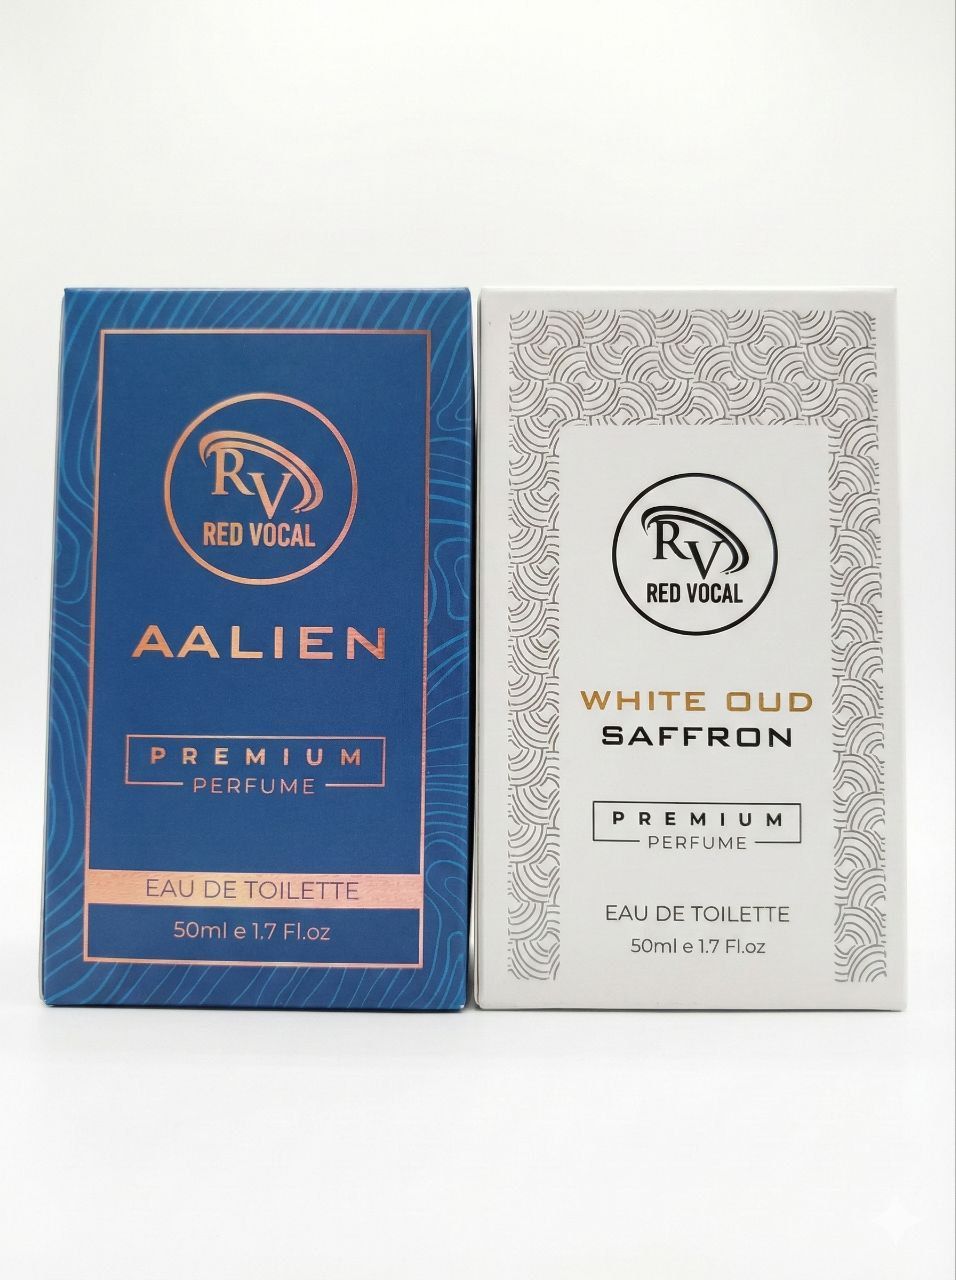 RV
RED VOCAL
AALIEN
PREMIUM
PERFUME
EAU DE TOILETTE
50ml e 1.7 Fl.oz
RV
RED VOCAL
WHITE OUD
SAFFRON
PREMIUM
PERFUME
EAU DE TOILETTE
50ml e 1.7 Fl.oz